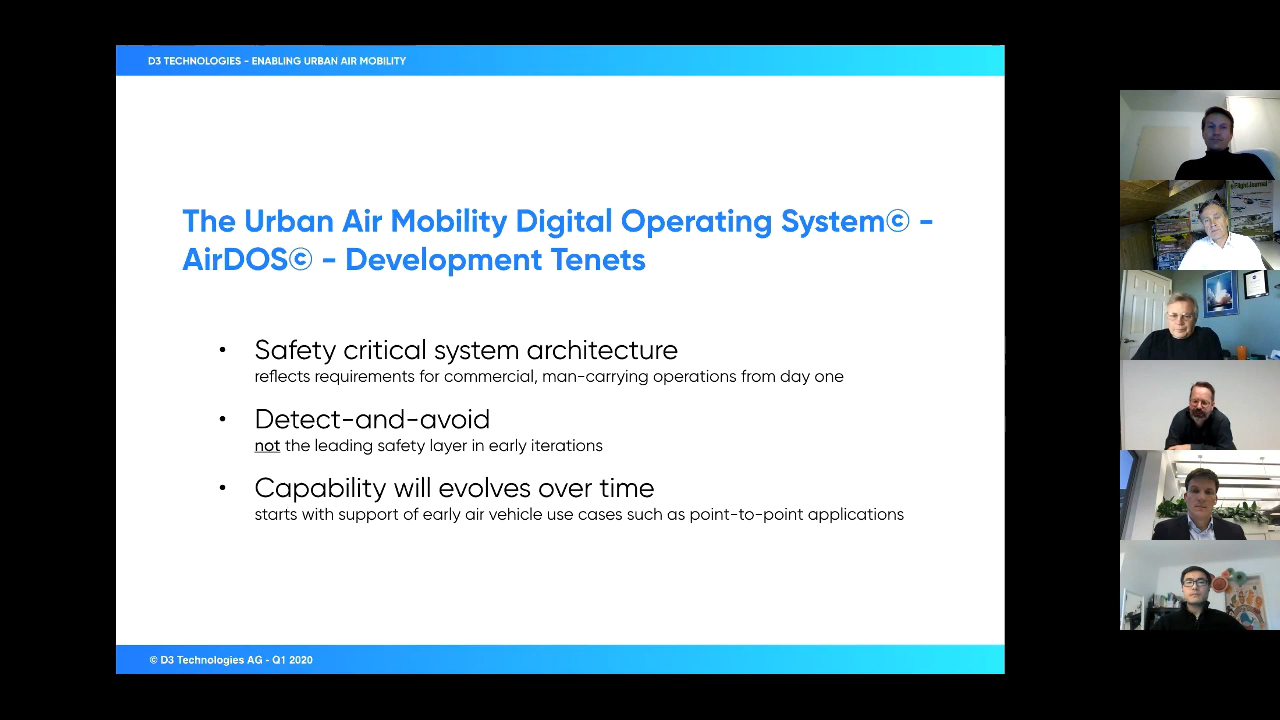 D3 TECHNOLOGIES - ENABLING URBAN AIR MOBILITY
The Urban Air Mobility Digital Operating System© -
AirDOS© - Development Tenets
• Safety critical system architecture
reflects requirements for commercial, man-carrying operations from day one
• Detect-and-avoid
not the leading safety layer in early iterations
• Capability will evolves over time
starts with support of early air vehicle use cases such as point-to-point applications
© D3 Technologies AG - Q1 2020
Flight Journal